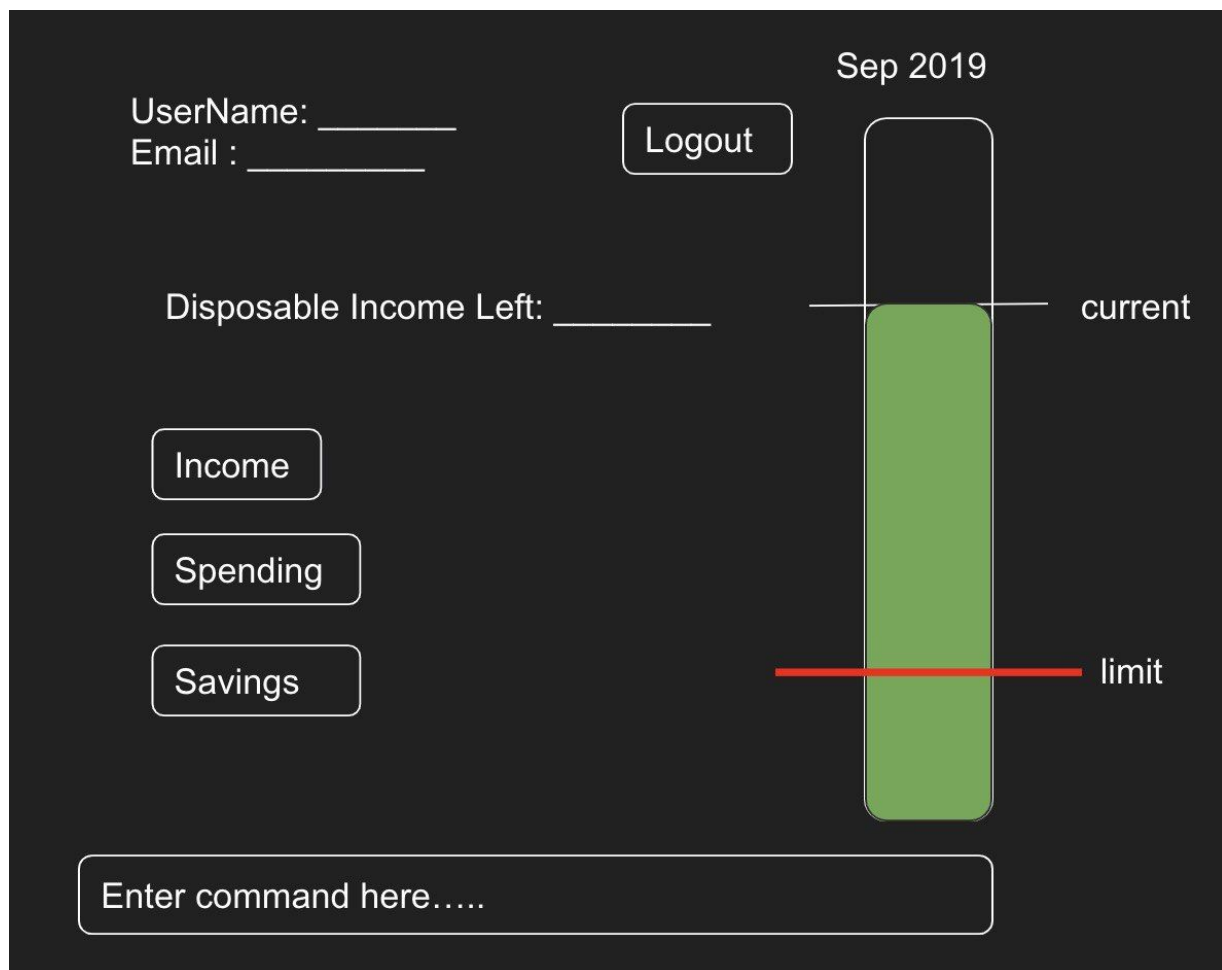 Sep 2019
UserName: _______
Email : _________
Logout
Disposable Income Left: ________
current
Income
Spending
Savings
limit
Enter command here…..